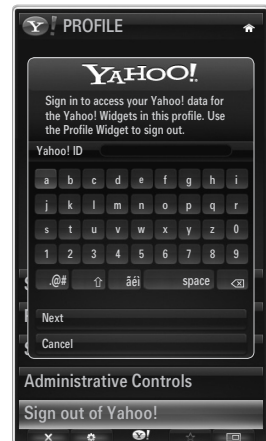 Y! PROFILE
YAHOO!
Sign in to access your Yahoo! data for
the Yahoo! Widgets in this profile. Use
the Profile Widget to sign out.
Yahoo! ID
a b c d e f g h i
j k l m n o p q r
s t u v w x y z 0
1 2 3 4 5 6 7 8 9
.@# ⇧ ãéì space ⌫
Next
Cancel
Administrative Controls
Sign out of Yahoo!
Y!